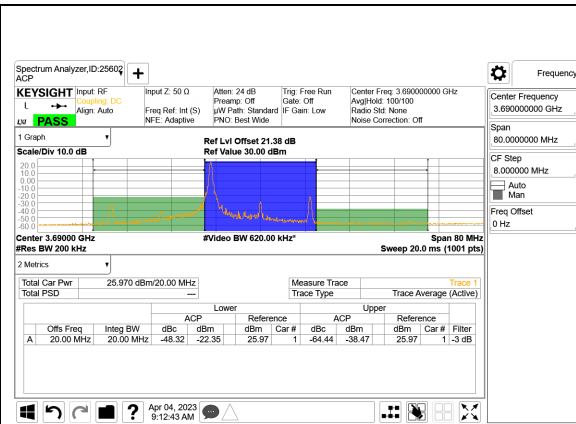 Spectrum Analyzer,ID:25602
ACP
Frequency
KEYSIGHT Input: RF Input Z: 50 Ω Atten: 24 dB Trig: Free Run Center Freq: 3.690000000 GHz
L Coupling: DC Preamp: Off Gate: Off Avg|Hold: 100/100
Align: Auto Freq Ref: Int (S) µW Path: Standard IF Gain: Low Radio Std: None
LXI PASS NFE: Adaptive PNO: Best Wide Noise Correction: Off
Center Frequency
3.690000000 GHz
Span
80.0000000 MHz
CF Step
8.000000 MHz
Auto
Man
Freq Offset
0 Hz
1 Graph
Ref Lvl Offset 21.38 dB
Scale/Div 10.0 dB Ref Value 30.00 dBm
20.0
10.0
0.00
-10.0
-20.0
-30.0
-40.0
-50.0
-60.0
Center 3.69000 GHz #Video BW 620.00 kHz* Span 80 MHz
#Res BW 200 kHz Sweep 20.0 ms (1001 pts)
2 Metrics
Total Car Pwr 25.970 dBm/20.00 MHz Measure Trace Trace 1
Total PSD --- Trace Type Trace Average (Active)
Lower Upper
ACP Reference ACP Reference
Offs Freq Integ BW dBc dBm dBm Car # dBc dBm dBm Car # Filter
A 20.00 MHz 20.00 MHz -48.32 -22.35 25.97 1 -64.44 -38.47 25.97 1 -3 dB
? Apr 04, 2023
9:12:43 AM